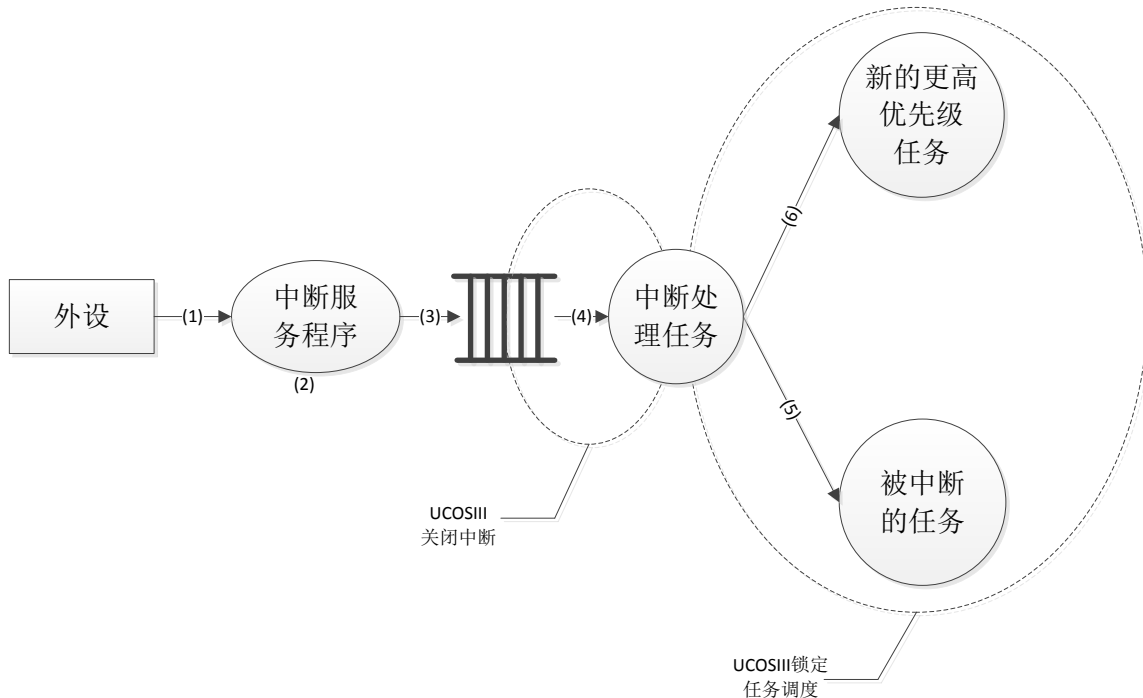 新的更高
优先级
任务
(6)
外设
(1)
中断服
务程序
(2)
(3)
(4)
中断处
理任务
(5)
被中断
的任务
UCOSIII
关闭中断
UCOSIII锁定
任务调度